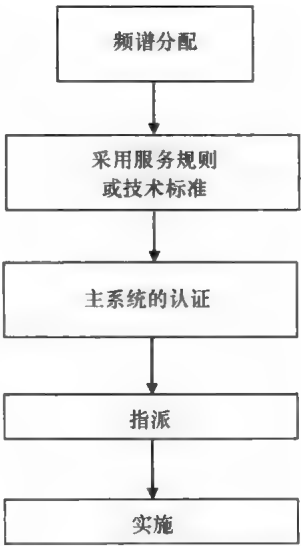 频谱分配
采用服务规则
或技术标准
主系统的认证
指派
实施